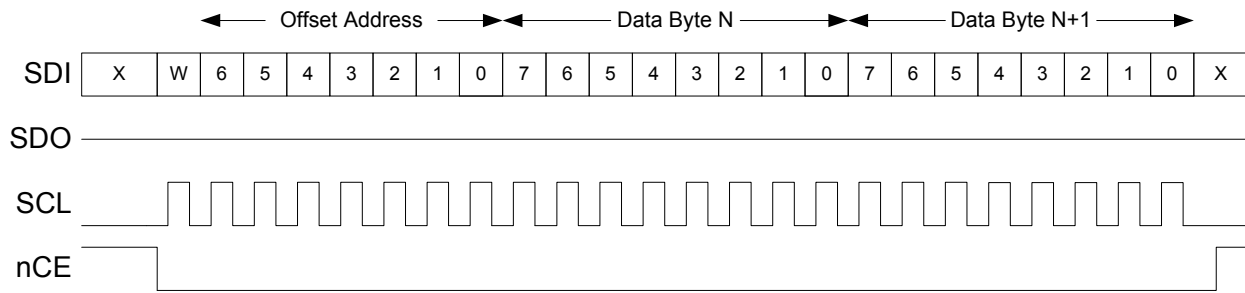 Offset Address Data Byte N Data Byte N+1
SDI X W 6 5 4 3 2 1 0 7 6 5 4 3 2 1 0 7 6 5 4 3 2 1 0 X
SDO
SCL
nCE